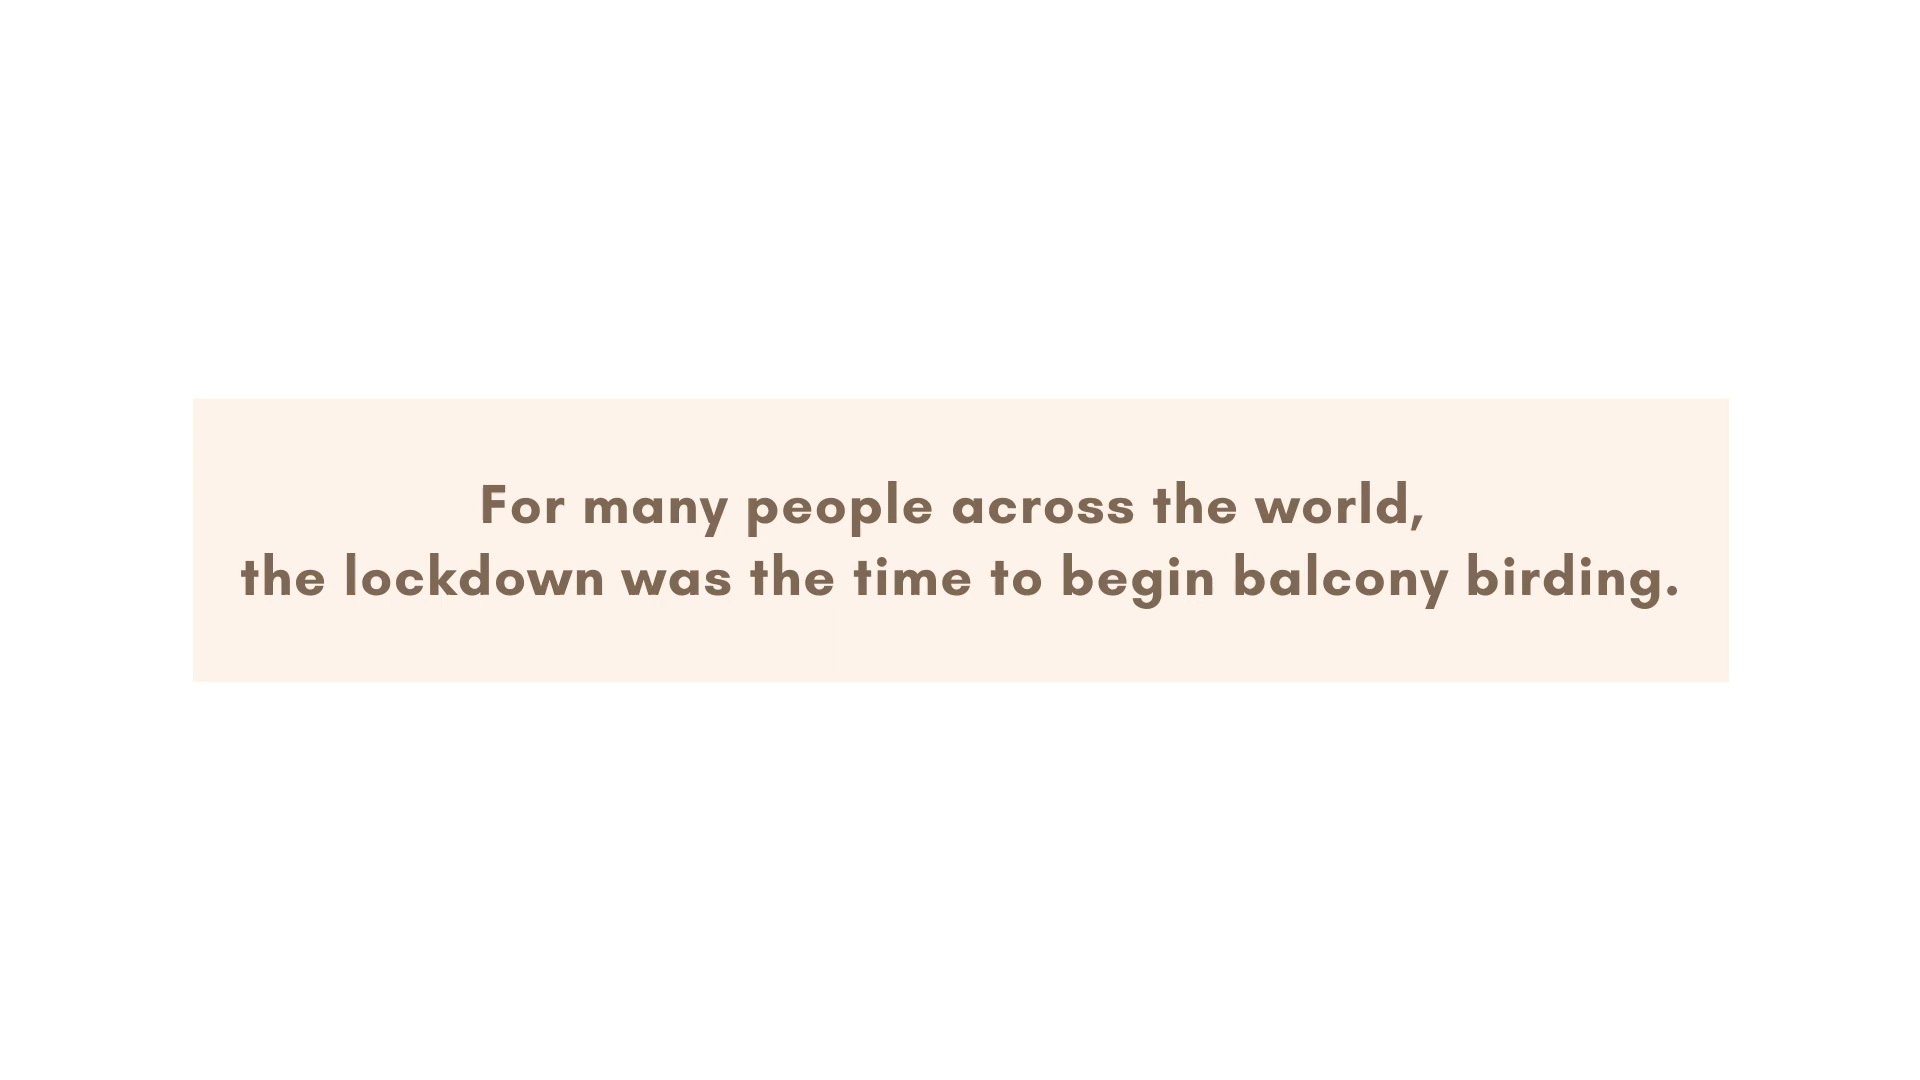 For many people across the world,
the lockdown was the time to begin balcony birding.